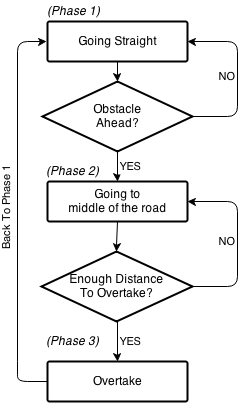 (Phase 1)
Going Straight
NO
Obstacle
Ahead?
YES
(Phase 2)
Going to
middle of the road
Back To Phase 1
NO
Enough Distance
To Overtake?
(Phase 3)
YES
Overtake